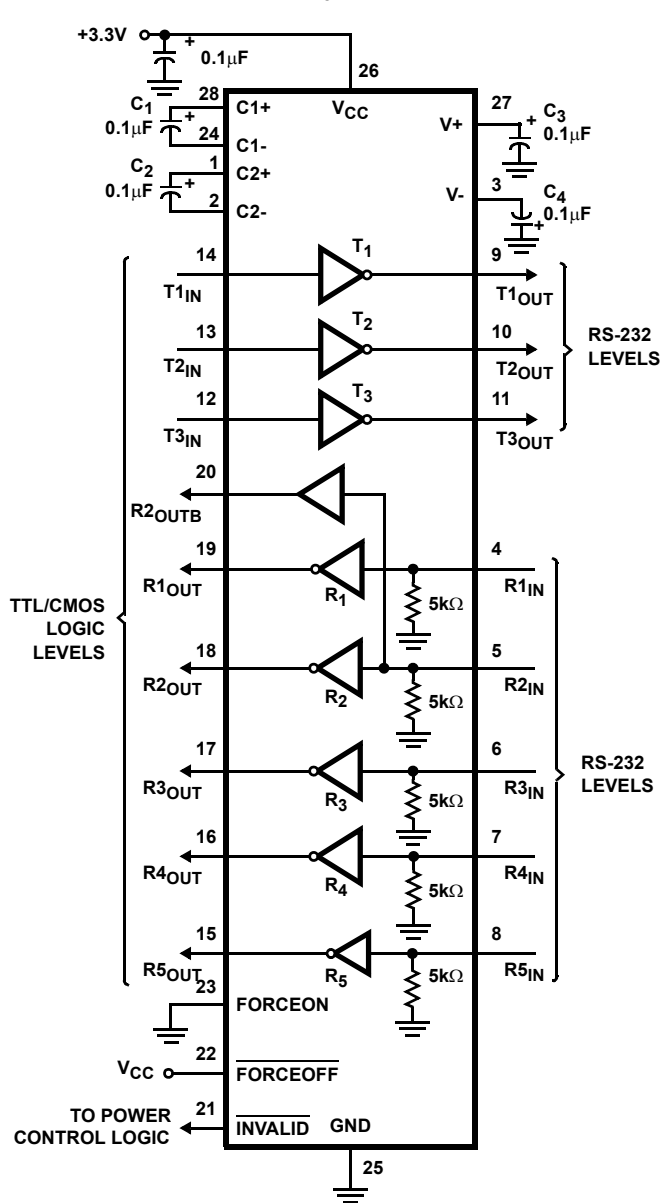 +3.3V
+
0.1μF
26
28
C1+
VCC
27
C1
0.1μF
+
24
C1-
V+
+
C3
0.1μF
C2
0.1μF
+
1
C2+
2
C2-
3
V-
C4
0.1μF
+
14
T1IN
T1
9
T1OUT
13
T2IN
T2
10
T2OUT
RS-232
LEVELS
12
T3IN
T3
11
T3OUT
20
R2OUTB
19
R1OUT
R1
4
R1IN
5kΩ
TTL/CMOS
LOGIC
LEVELS
18
R2OUT
R2
5
R2IN
5kΩ
17
R3OUT
R3
6
R3IN
5kΩ
RS-232
LEVELS
16
R4OUT
R4
7
R4IN
5kΩ
15
R5OUT
R5
8
R5IN
5kΩ
23
FORCEON
22
VCC
FORCEOFF
21
TO POWER
CONTROL LOGIC
INVALID
GND
25